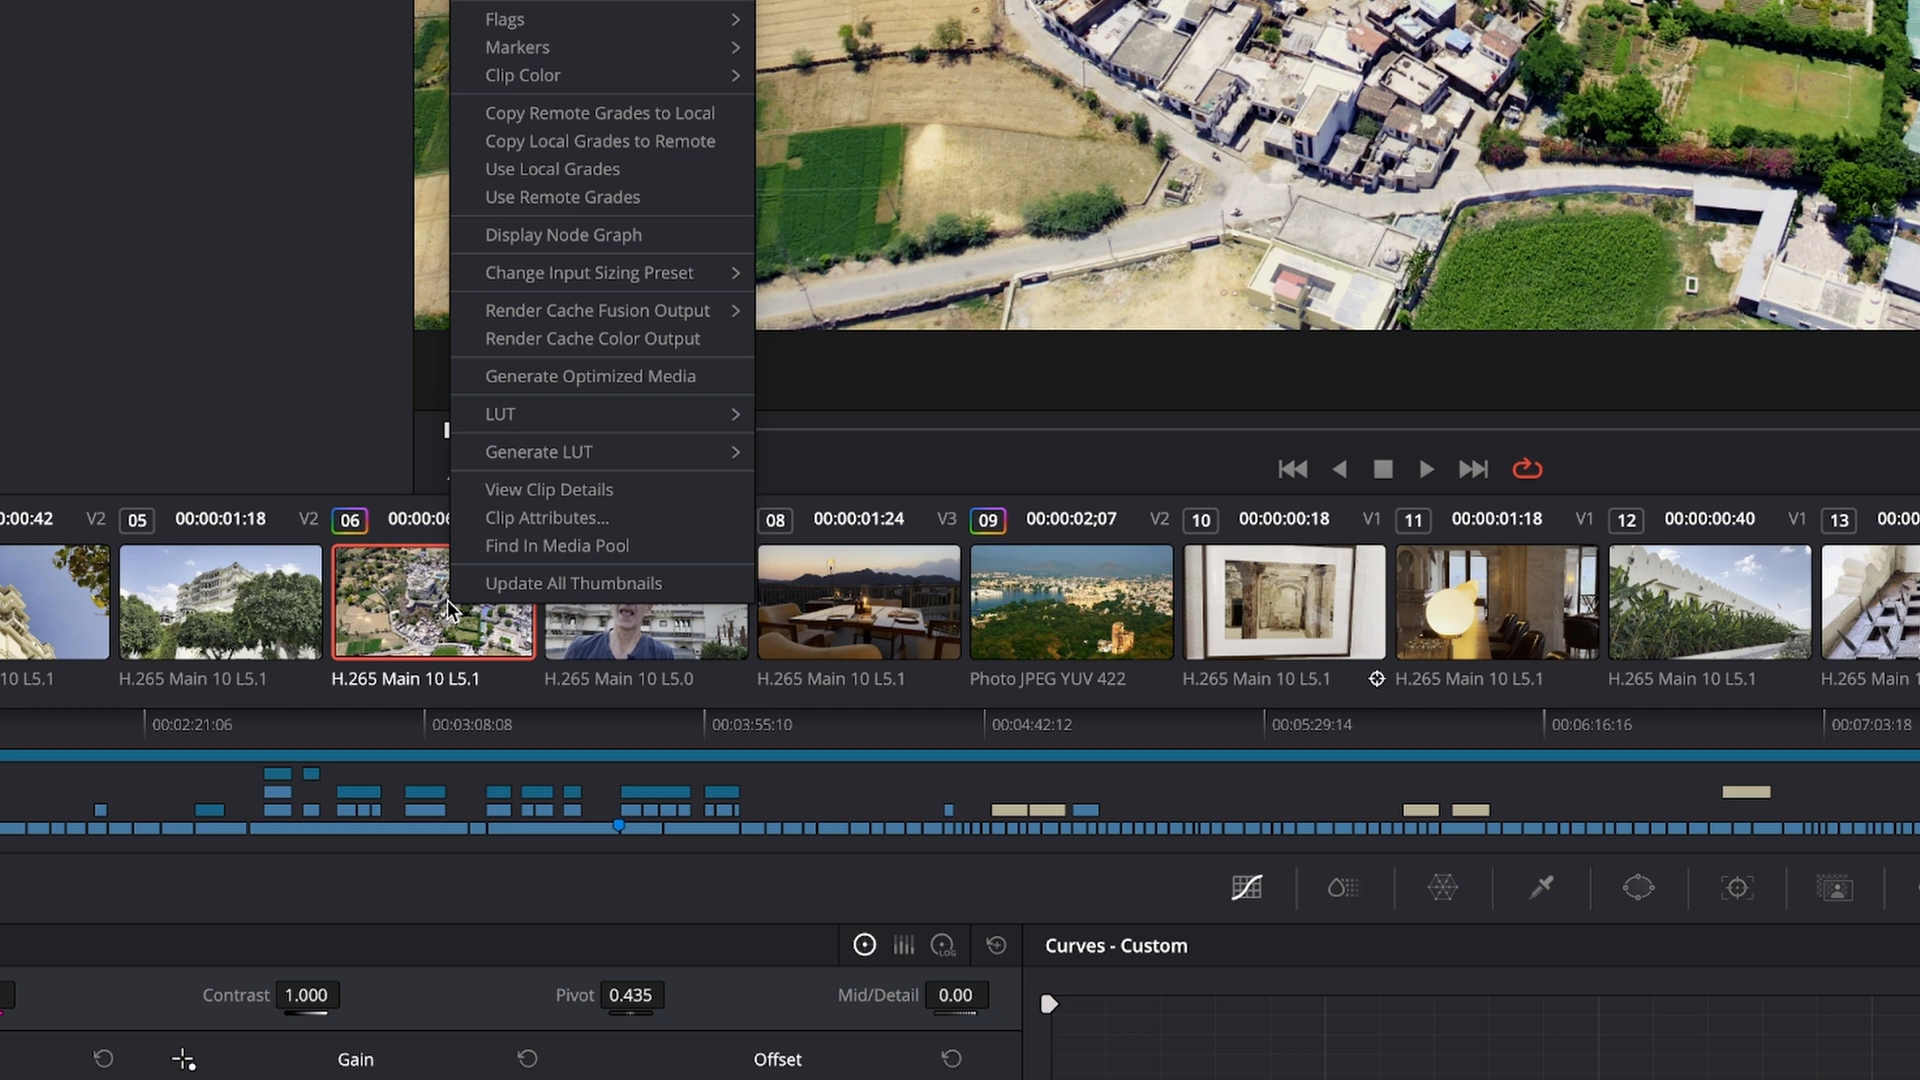 Flags
Markers
Clip Color
Copy Remote Grades to Local
Copy Local Grades to Remote
Use Local Grades
Use Remote Grades
Display Node Graph
Change Input Sizing Preset
Render Cache Fusion Output
Render Cache Color Output
Generate Optimized Media
LUT
Generate LUT
View Clip Details
Clip Attributes...
Find In Media Pool
Update All Thumbnails
0:00:42 V2 05 00:00:01:18 V2 06 00:00:0 08 00:00:01:24 V3 09 00:00:02;07 V2 10 00:00:00:18 V1 11 00:00:01:18 V1 12 00:00:00:40 V1 13 00:00
10 L5.1 H.265 Main 10 L5.1 H.265 Main 10 L5.1 H.265 Main 10 L5.0 H.265 Main 10 L5.1 Photo JPEG YUV 422 H.265 Main 10 L5.1 H.265 Main 10 L5.1 H.265 Main 10 L5.1 H.265 Main 1
00:02:21:06 00:03:08:08 00:03:55:10 00:04:42:12 00:05:29:14 00:06:16:16 00:07:03:18
LOG
Curves - Custom
Contrast 1.000 Pivot 0.435 Mid/Detail 0.00
Gain Offset